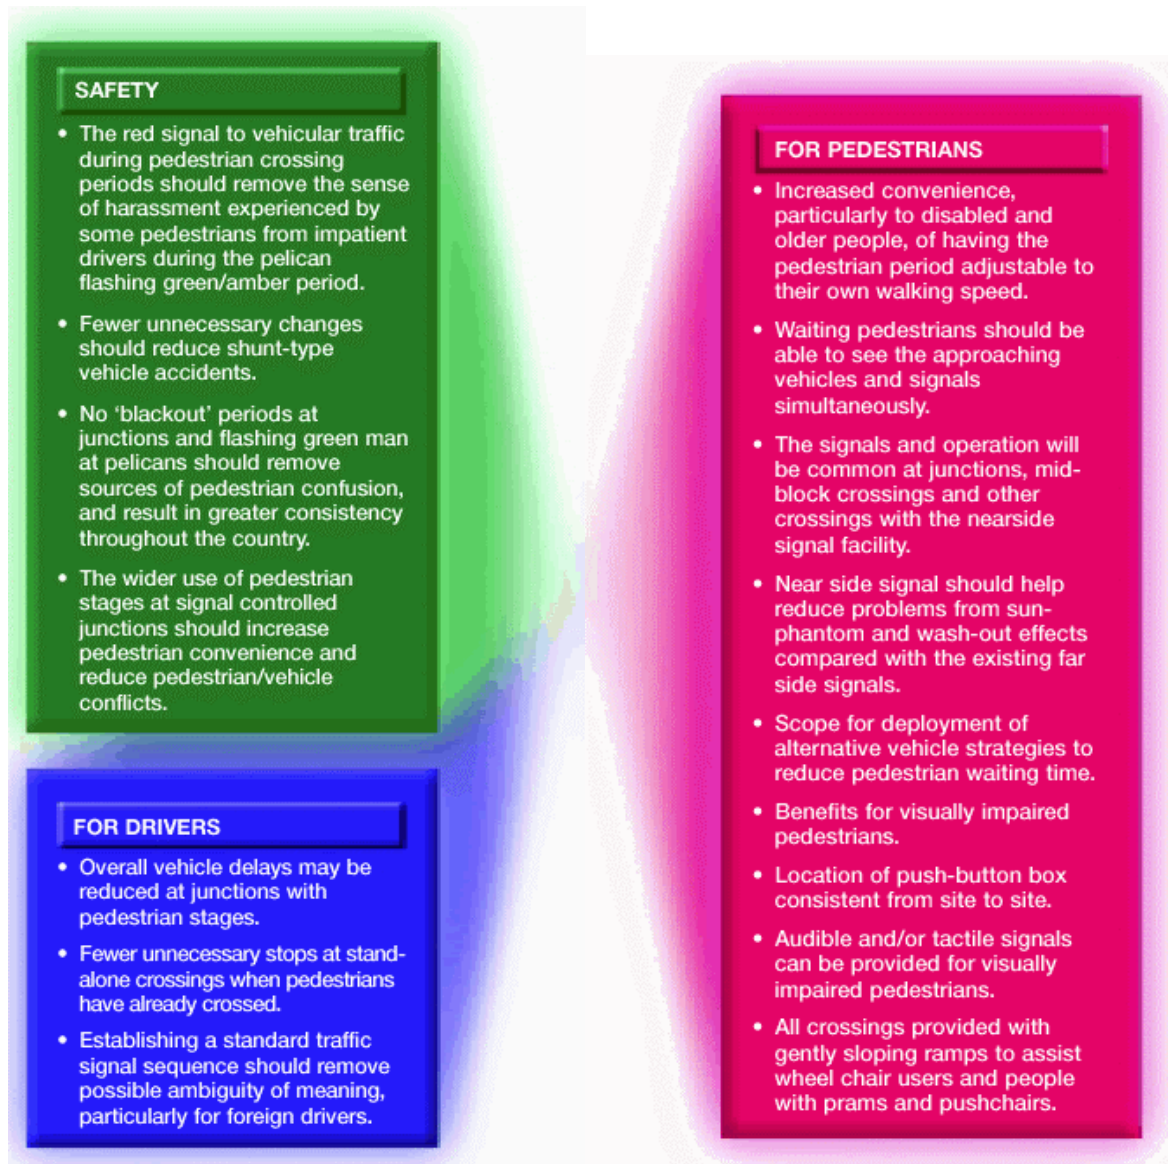 SAFETY
• The red signal to vehicular traffic
during pedestrian crossing
periods should remove the sense
of harassment experienced by
some pedestrians from impatient
drivers during the pelican
flashing green/amber period.
• Fewer unnecessary changes
should reduce shunt-type
vehicle accidents.
• No ‘blackout’ periods at
junctions and flashing green man
at pelicans should remove
sources of pedestrian confusion,
and result in greater consistency
throughout the country.
• The wider use of pedestrian
stages at signal controlled
junctions should increase
pedestrian convenience and
reduce pedestrian/vehicle
conflicts.
FOR DRIVERS
• Overall vehicle delays may be
reduced at junctions with
pedestrian stages.
• Fewer unnecessary stops at stand-
alone crossings when pedestrians
have already crossed.
• Establishing a standard traffic
signal sequence should remove
possible ambiguity of meaning,
particularly for foreign drivers.
FOR PEDESTRIANS
• Increased convenience,
particularly to disabled and
older people, of having the
pedestrian period adjustable to
their own walking speed.
• Waiting pedestrians should be
able to see the approaching
vehicles and signals
simultaneously.
• The signals and operation will
be common at junctions, mid-
block crossings and other
crossings with the nearside
signal facility.
• Near side signal should help
reduce problems from sun-
phantom and wash-out effects
compared with the existing far
side signals.
• Scope for deployment of
alternative vehicle strategies to
reduce pedestrian waiting time.
• Benefits for visually impaired
pedestrians.
• Location of push-button box
consistent from site to site.
• Audible and/or tactile signals
can be provided for visually
impaired pedestrians.
• All crossings provided with
gently sloping ramps to assist
wheel chair users and people
with prams and pushchairs.